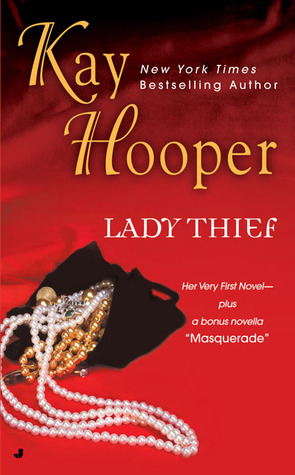 Kay
New York Times
Bestselling Author
Hooper
LADY THIEF
Her Very First Novel—
plus
a bonus novella
“Masquerade”
J